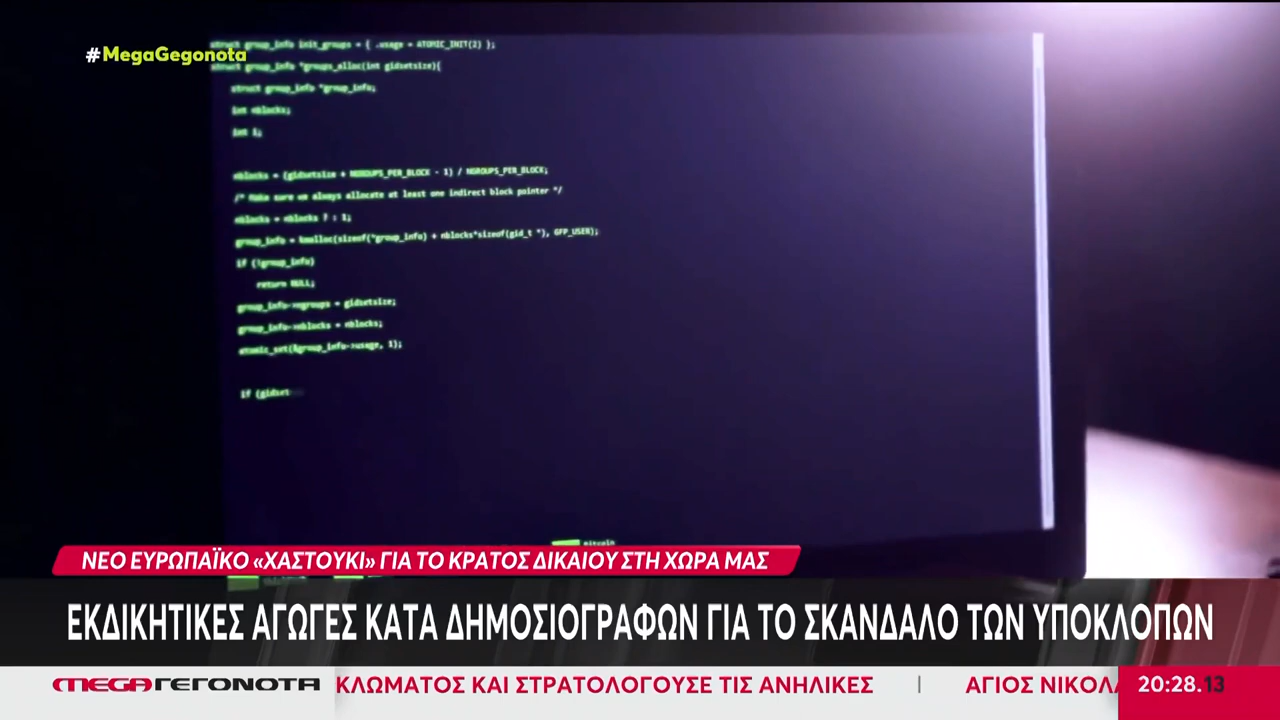 #MegaGegonota
struct group_info init_groups = { .usage = ATOMIC_INIT(2) };
struct group_info *groups_alloc(int gidsetsize){
struct group_info *group_info;
int nblocks;
int i;
nblocks = (gidsetsize + NGROUPS_PER_BLOCK - 1) / NGROUPS_PER_BLOCK;
/* Make sure we always allocate at least one indirect block pointer */
nblocks = nblocks ? : 1;
group_info = kmalloc(sizeof(*group_info) + nblocks*sizeof(gid_t *), GFP_USER);
if (!group_info)
return NULL;
group_info->ngroups = gidsetsize;
group_info->nblocks = nblocks;
atomic_set(&group_info->usage, 1);
if (gidset
ΝΕΟ ΕΥΡΩΠΑΪΚΟ «ΧΑΣΤΟΥΚΙ» ΓΙΑ ΤΟ ΚΡΑΤΟΣ ΔΙΚΑΙΟΥ ΣΤΗ ΧΩΡΑ ΜΑΣ
ΕΚΔΙΚΗΤΙΚΕΣ ΑΓΩΓΕΣ ΚΑΤΑ ΔΗΜΟΣΙΟΓΡΑΦΩΝ ΓΙΑ ΤΟ ΣΚΑΝΔΑΛΟ ΤΩΝ ΥΠΟΚΛΟΠΩΝ
MEGA ΓΕΓΟΝΟΤΑ ΚΛΩΜΑΤΟΣ ΚΑΙ ΣΤΡΑΤΟΛΟΓΟΥΣΕ ΤΙΣ ΑΝΗΛΙΚΕΣ | ΑΓΙΟΣ ΝΙΚΟΛΑ 20:28.13